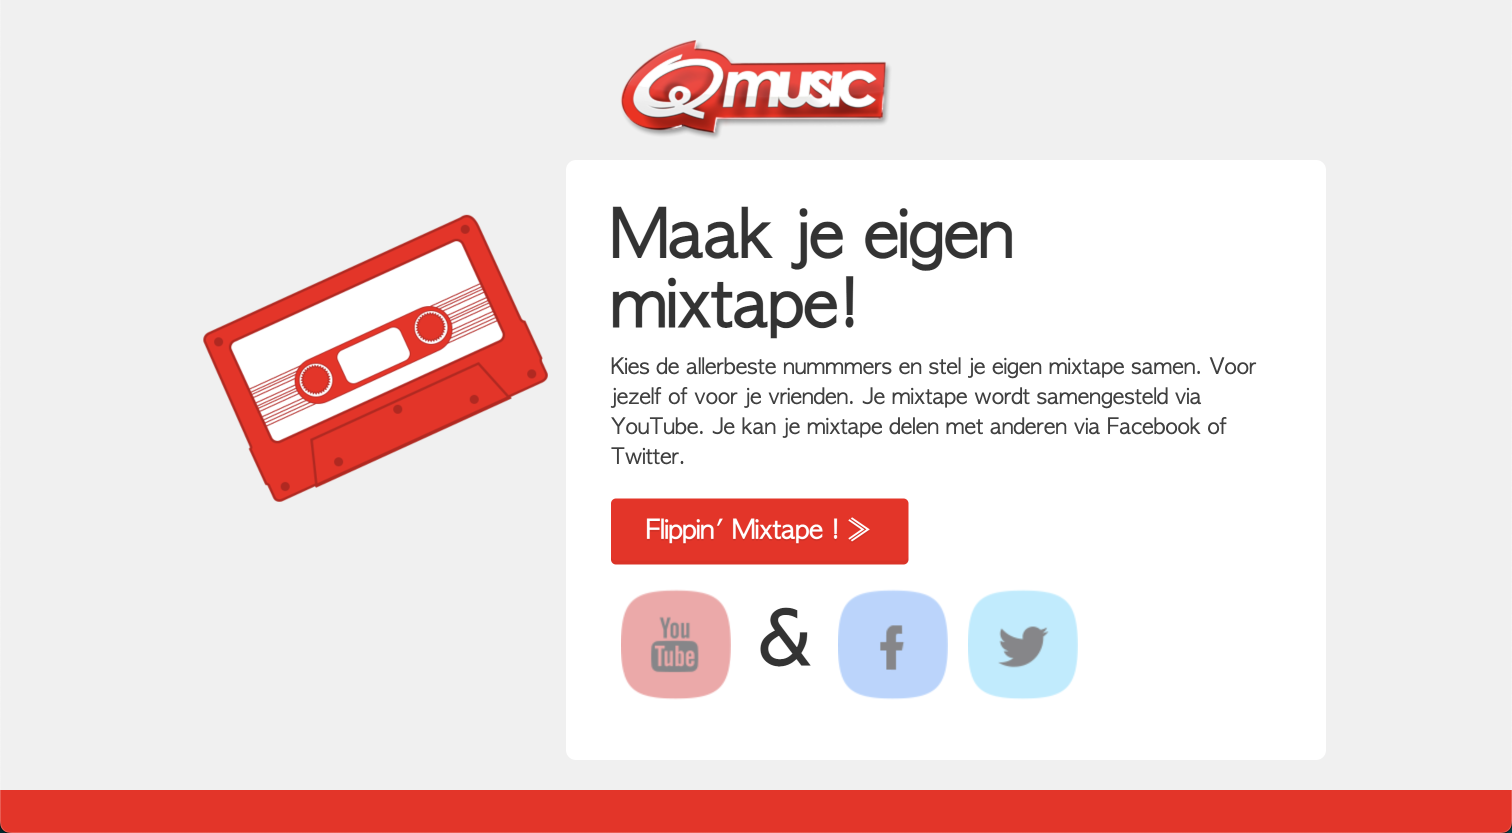 Qmusic
Maak je eigen
mixtape!
Kies de allerbeste nummmers en stel je eigen mixtape samen. Voor
jezelf of voor je vrienden. Je mixtape wordt samengesteld via
YouTube. Je kan je mixtape delen met anderen via Facebook of
Twitter.
Flippin' Mixtape ! »
You
Tube
&
f